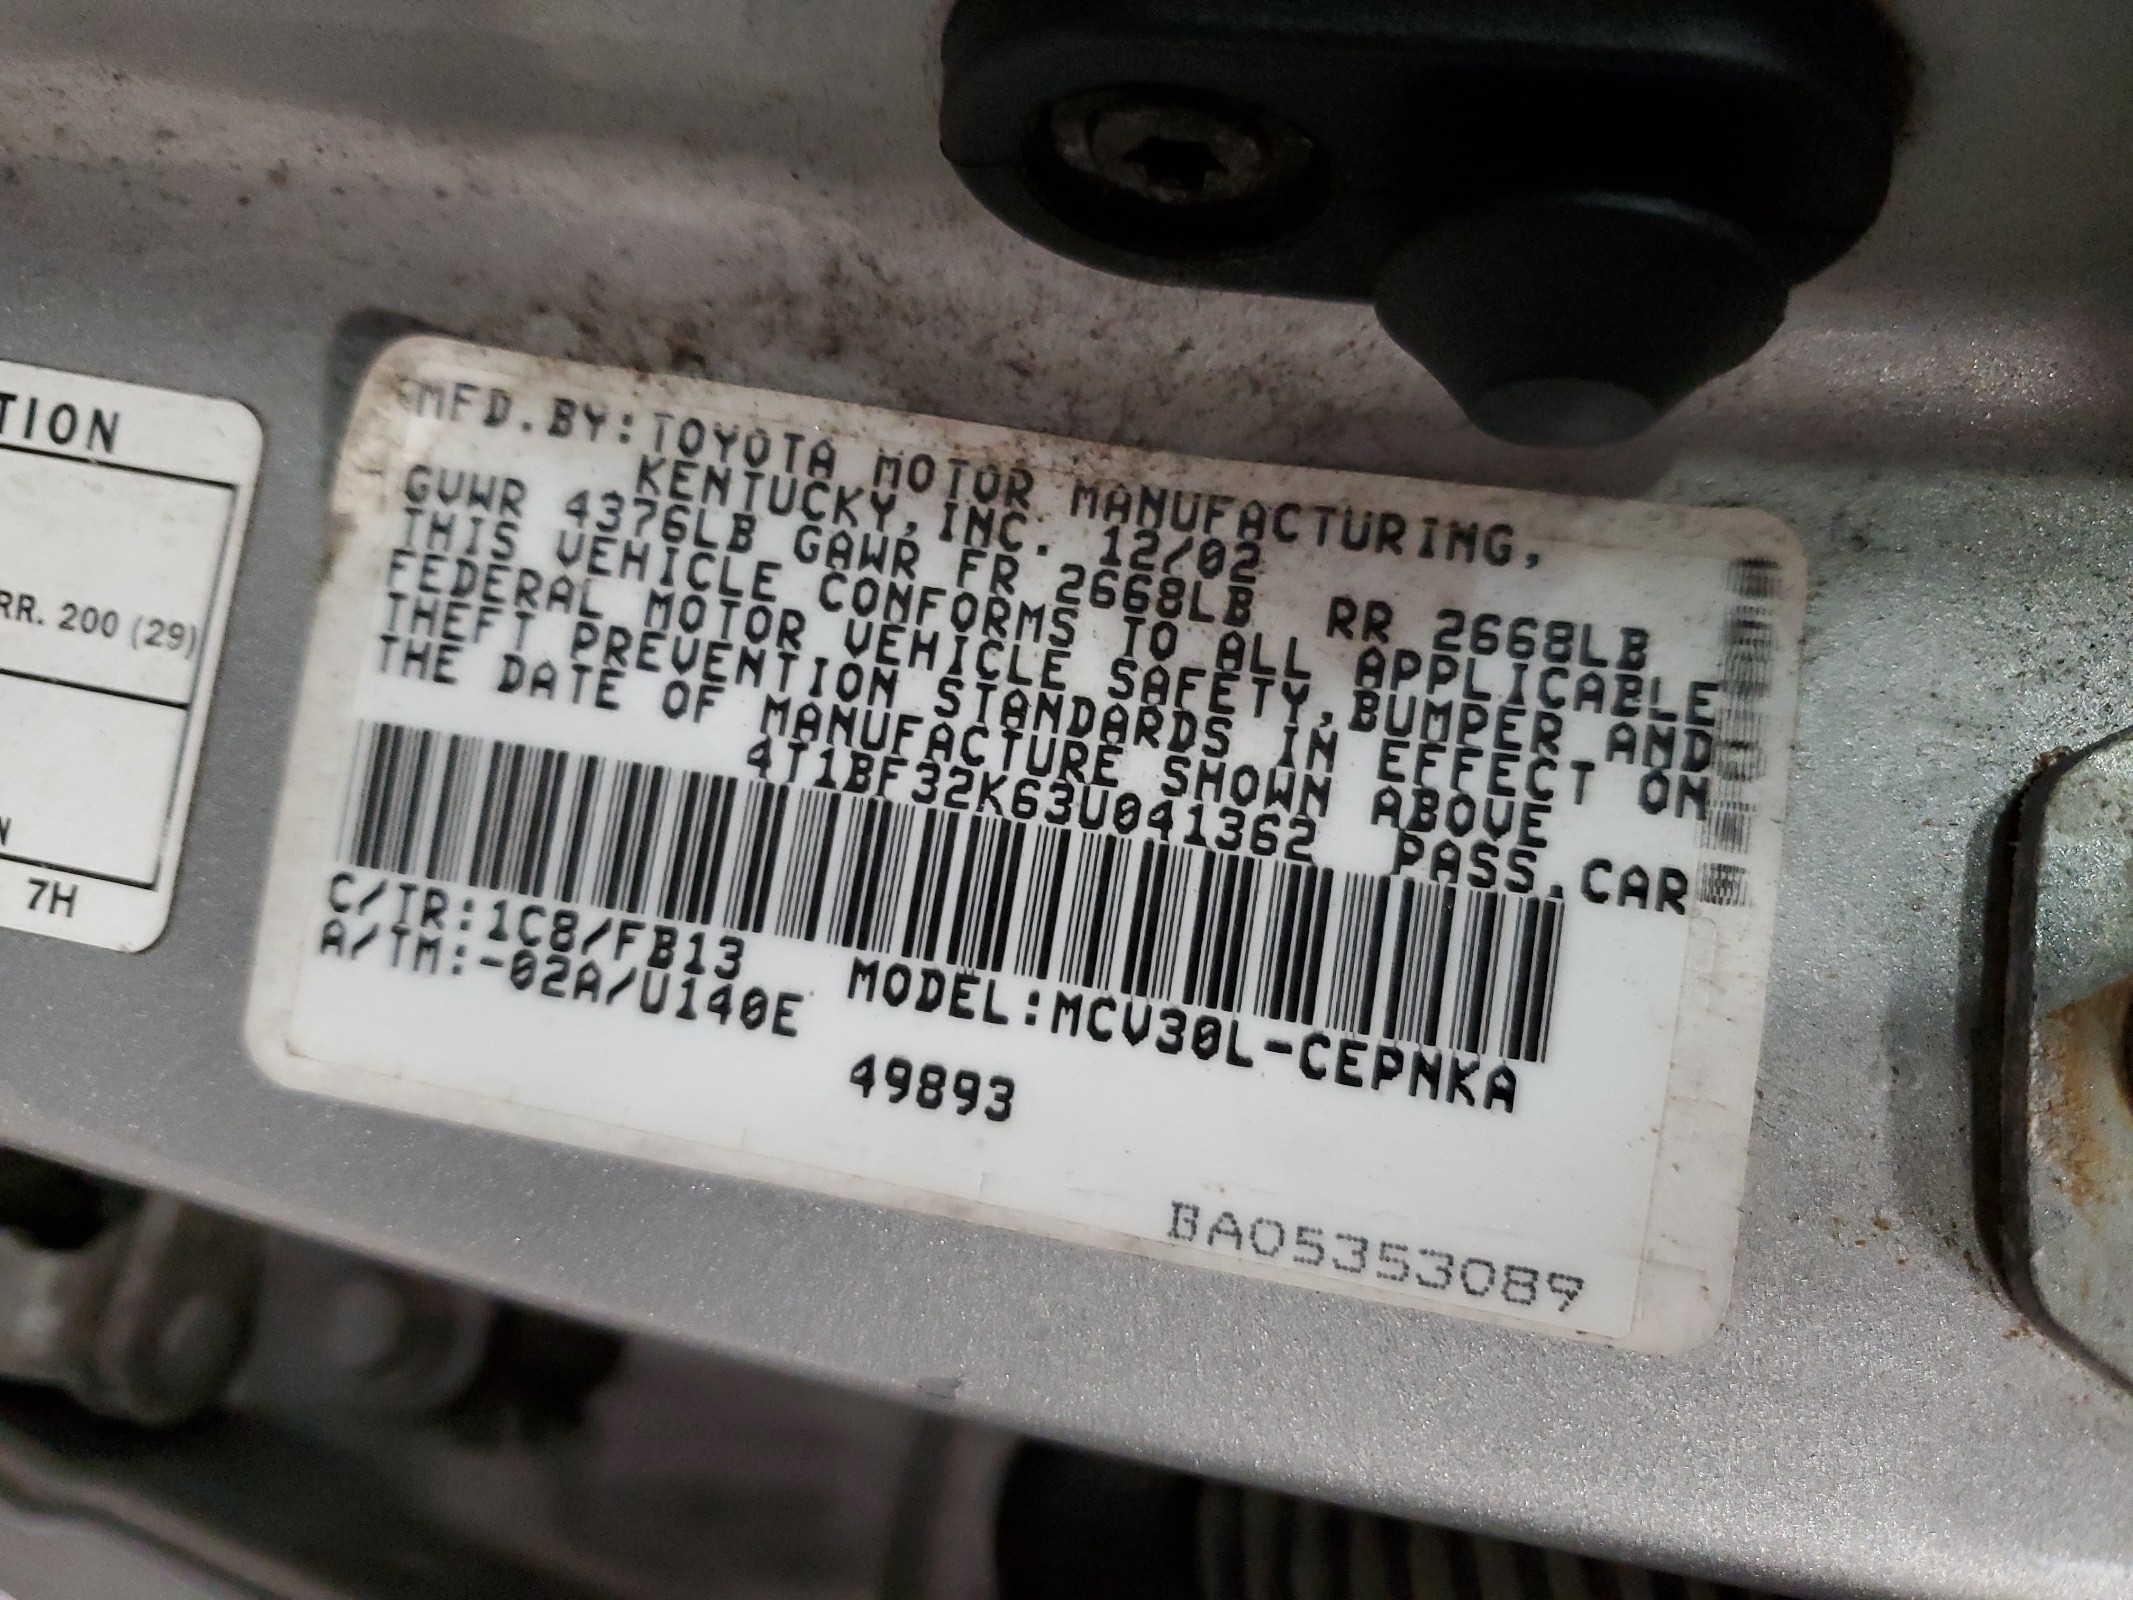 TION
RR. 200 (29)
N
7H
MFD.BY:TOYOTA MOTOR MANUFACTURING,
KENTUCKY,INC. 12/02
GVWR 4376LB GAWR FR 2668LB RR 2668LB
THIS VEHICLE CONFORMS TO ALL APPLICABLE
FEDERAL MOTOR VEHICLE SAFETY,BUMPER AND
THEFT PREVENTION STANDARDS IN EFFECT ON
THE DATE OF MANUFACTURE SHOWN ABOVE
4T1BF32K63U041362 PASS.CAR
C/TR:1C8/FB13 MODEL:MCV30L-CEPNKA
A/TM:-02A/U140E
49893
BA05353089